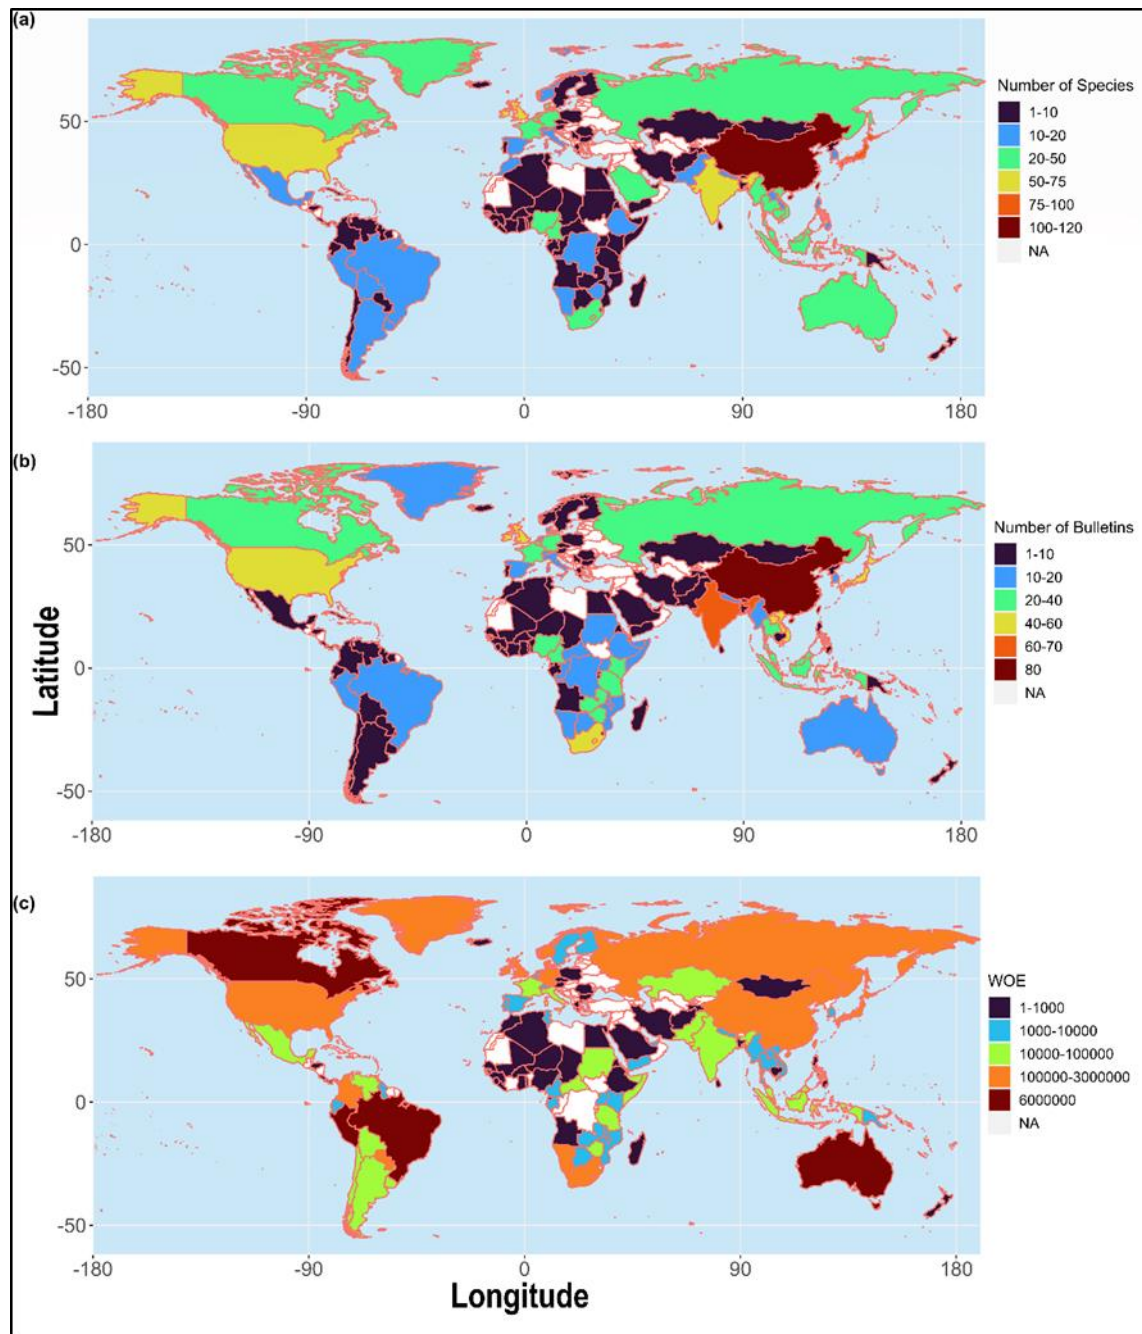 (a)
50
0
-50
-180 -90 0 90 180
Number of Species
1-10
10-20
20-50
50-75
75-100
100-120
NA
(b)
Latitude
50
0
-50
-180 -90 0 90 180
Number of Bulletins
1-10
10-20
20-40
40-60
60-70
80
NA
(c)
50
0
-50
-180 -90 0 90 180
Longitude
WOE
1-1000
1000-10000
10000-100000
100000-3000000
6000000
NA